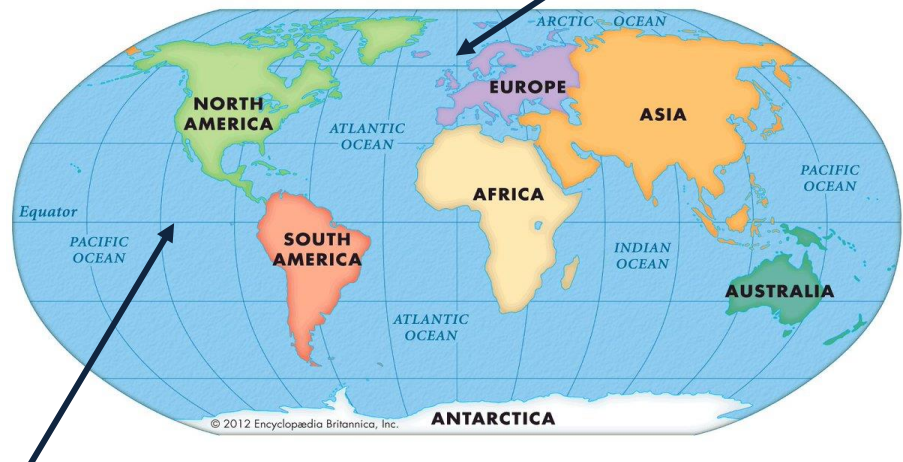 ARCTIC OCEAN
EUROPE
NORTH
AMERICA
ASIA
ATLANTIC
OCEAN
PACIFIC
OCEAN
AFRICA
Equator
PACIFIC
OCEAN
SOUTH
AMERICA
INDIAN
OCEAN
AUSTRALIA
ATLANTIC
OCEAN
ANTARCTICA
© 2012 Encyclopædia Britannica, Inc.